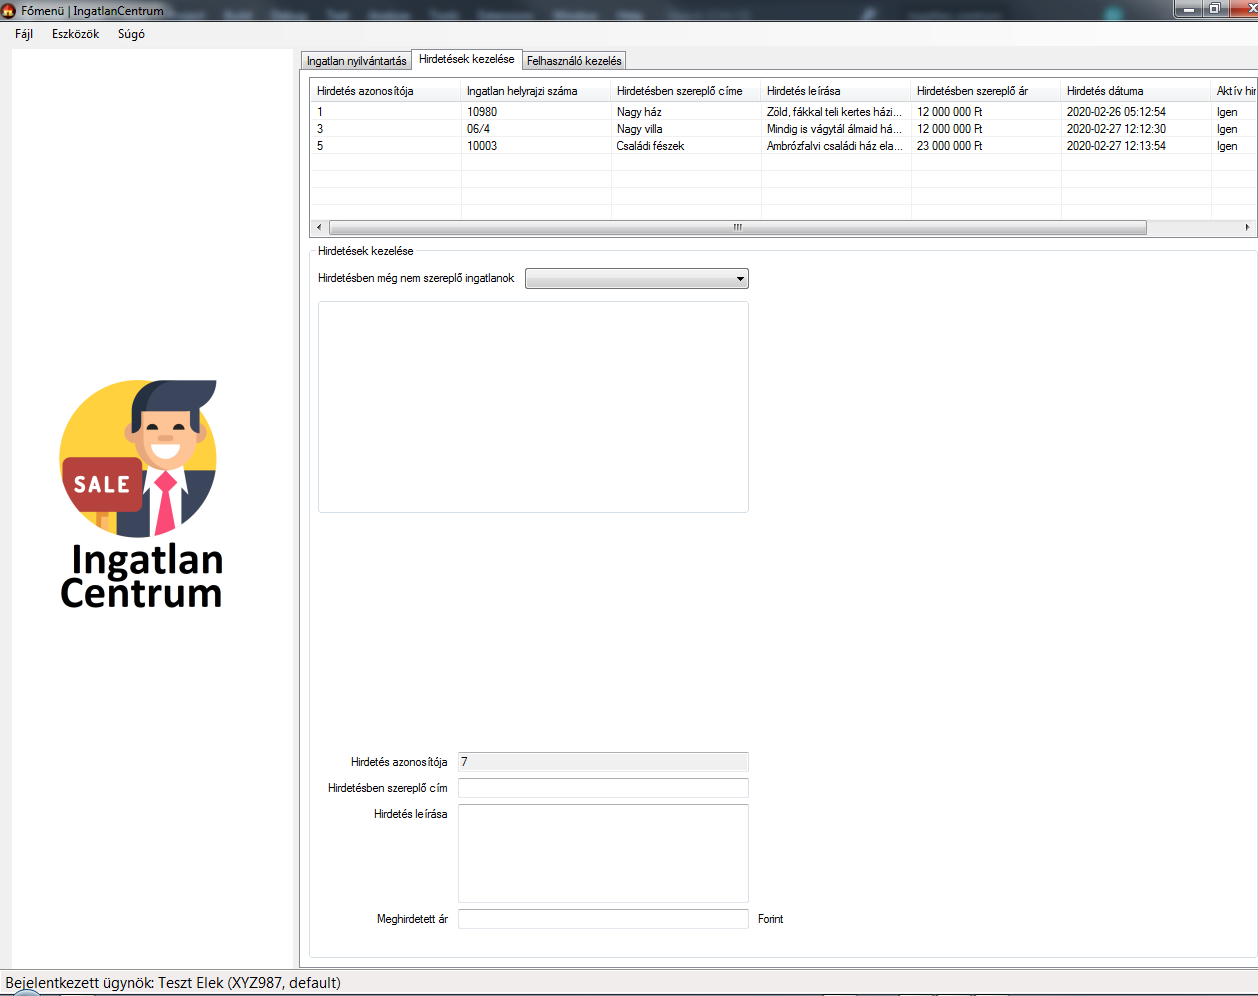 Főmenü | IngatlanCentrum
Fájl Eszközök Súgó
Ingatlan nyilvántartás Hirdetések kezelése Felhasználó kezelés
Hirdetés azonosítója Ingatlan helyrajzi száma Hirdetésben szereplő címe Hirdetés leírása Hirdetésben szereplő ár Hirdetés dátuma Aktív hir
1 10980 Nagy ház Zöld, fákkal teli kertes házi... 12 000 000 Ft 2020-02-26 05:12:54 Igen
3 06/4 Nagy villa Mindig is vágytál álmaid há... 12 000 000 Ft 2020-02-27 12:12:30 Igen
5 10003 Családi fészek Ambrózfalvi családi ház ela... 23 000 000 Ft 2020-02-27 12:13:54 Igen
Hirdetések kezelése
Hirdetésben még nem szereplő ingatlanok
SALE
Ingatlan
Centrum
Hirdetés azonosítója 7
Hirdetésben szereplő cím
Hirdetés leírása
Meghirdetett ár Forint
Bejelentkezett ügynök: Teszt Elek (XYZ987, default)